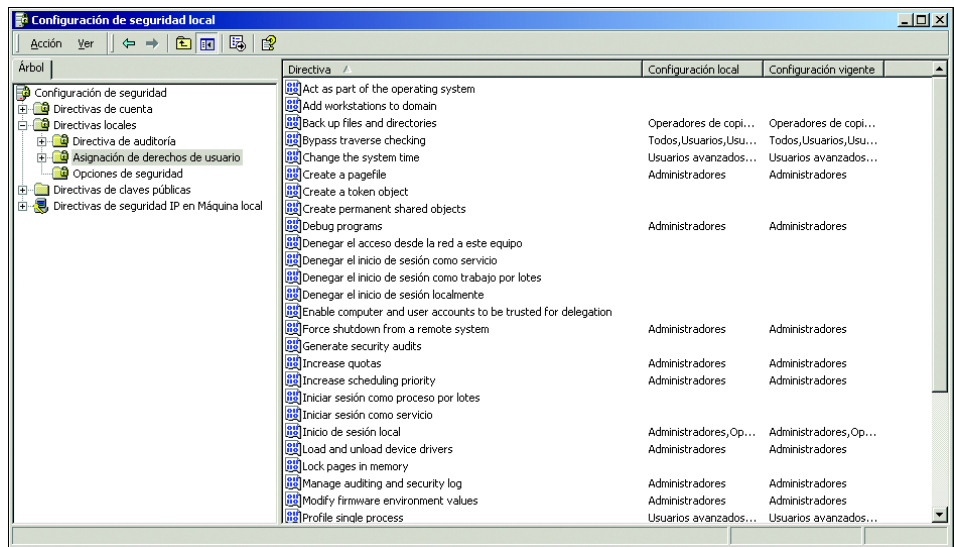 Configuración de seguridad local
Acción Ver
Árbol
Configuración de seguridad
Directivas de cuenta
Directivas locales
Directiva de auditoría
Asignación de derechos de usuario
Opciones de seguridad
Directivas de claves públicas
Directivas de seguridad IP en Máquina local
Directiva Configuración local Configuración vigente
Act as part of the operating system
Add workstations to domain
Back up files and directories Operadores de copi... Operadores de copi...
Bypass traverse checking Todos,Usuarios,Usu... Todos,Usuarios,Usu...
Change the system time Usuarios avanzados... Usuarios avanzados...
Create a pagefile Administradores Administradores
Create a token object
Create permanent shared objects
Debug programs Administradores Administradores
Denegar el acceso desde la red a este equipo
Denegar el inicio de sesión como servicio
Denegar el inicio de sesión como trabajo por lotes
Denegar el inicio de sesión localmente
Enable computer and user accounts to be trusted for delegation
Force shutdown from a remote system Administradores Administradores
Generate security audits
Increase quotas Administradores Administradores
Increase scheduling priority Administradores Administradores
Iniciar sesión como proceso por lotes
Iniciar sesión como servicio
Inicio de sesión local Administradores,Op... Administradores,Op...
Load and unload device drivers Administradores Administradores
Lock pages in memory
Manage auditing and security log Administradores Administradores
Modify firmware environment values Administradores Administradores
Profile single process Usuarios avanzados... Usuarios avanzados...